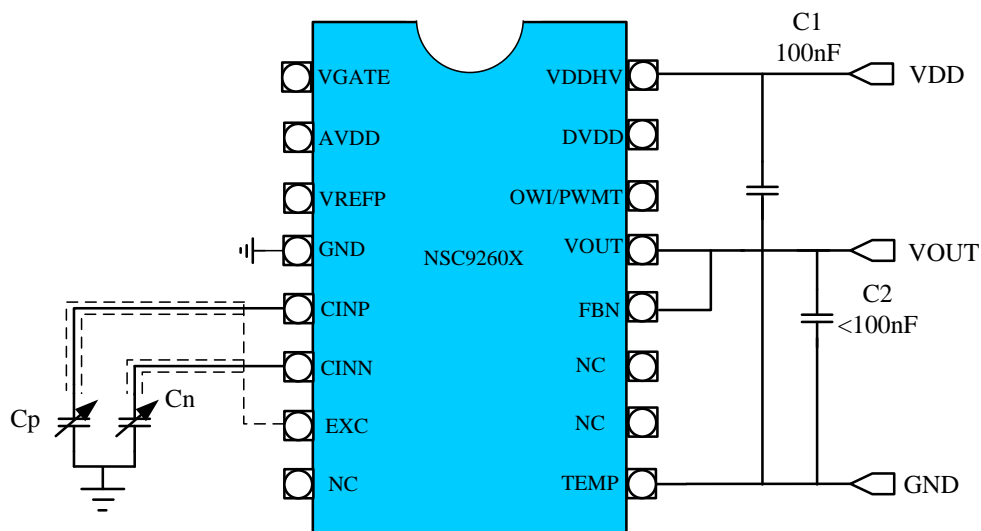 C1
100nF
VGATE
VDDHV
VDD
AVDD
DVDD
VREFP
OWI/PWMT
GND
NSC9260X
VOUT
VOUT
CINP
FBN
C2
<100nF
CINN
NC
Cp
Cn
EXC
NC
NC
TEMP
GND